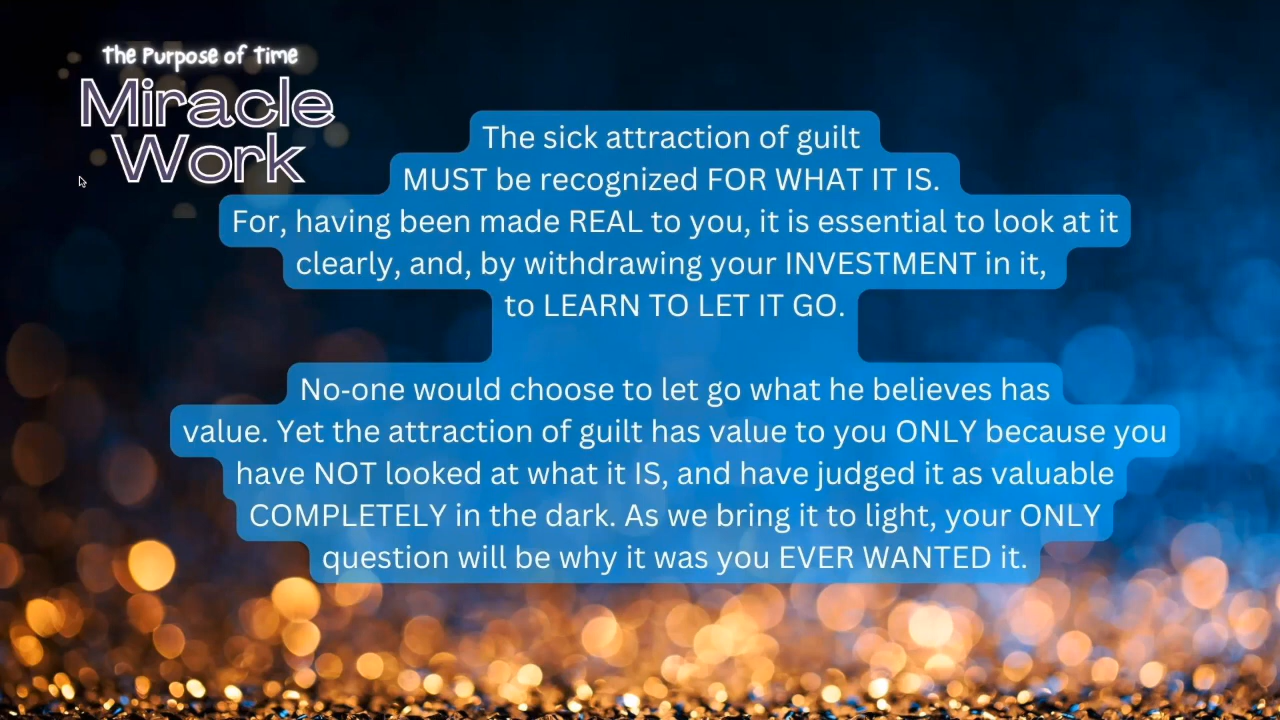 The Purpose of Time
Miracle
Work
The sick attraction of guilt
MUST be recognized FOR WHAT IT IS.
For, having been made REAL to you, it is essential to look at it
clearly, and, by withdrawing your INVESTMENT in it,
to LEARN TO LET IT GO.
No-one would choose to let go what he believes has
value. Yet the attraction of guilt has value to you ONLY because you
have NOT looked at what it IS, and have judged it as valuable
COMPLETELY in the dark. As we bring it to light, your ONLY
question will be why it was you EVER WANTED it.